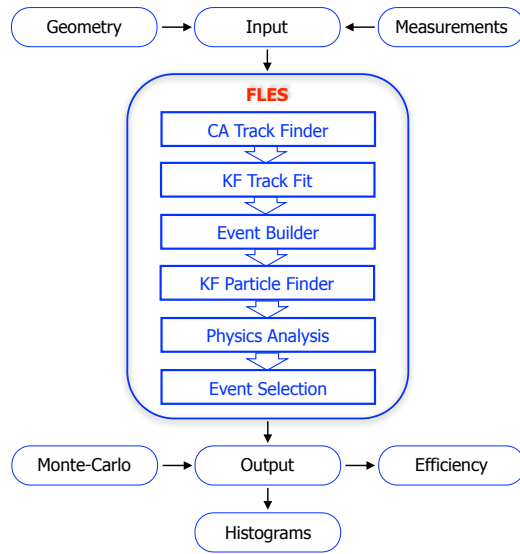 Geometry
Input
Measurements
FLES
CA Track Finder
KF Track Fit
Event Builder
KF Particle Finder
Physics Analysis
Event Selection
Monte-Carlo
Output
Efficiency
Histograms